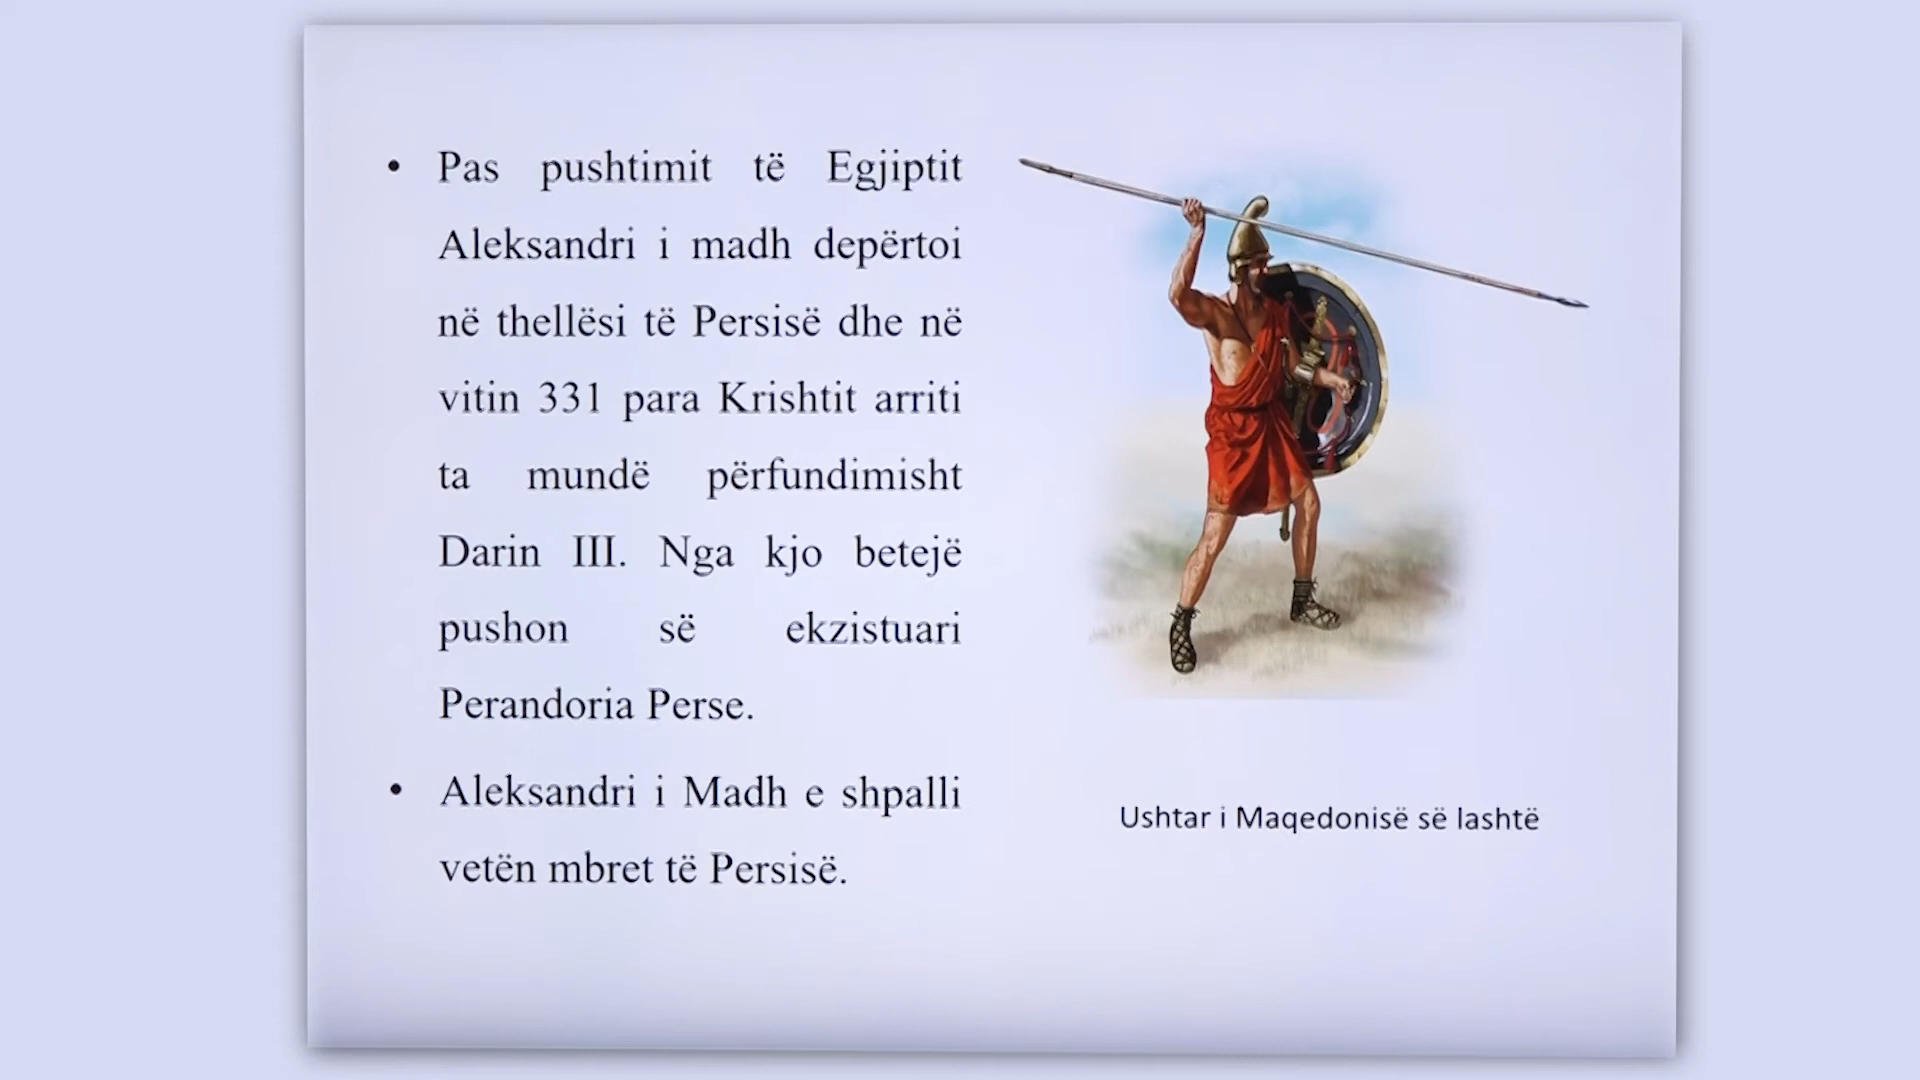 • Pas pushtimit të Egjiptit
Aleksandri i madh depërtoi
në thellësi të Persisë dhe në
vitin 331 para Krishtit arriti
ta mundë përfundimisht
Darin III. Nga kjo betejë
pushon së ekzistuari
Perandoria Perse.
• Aleksandri i Madh e shpalli
vetën mbret të Persisë.
Ushtar i Maqedonisë së lashtë